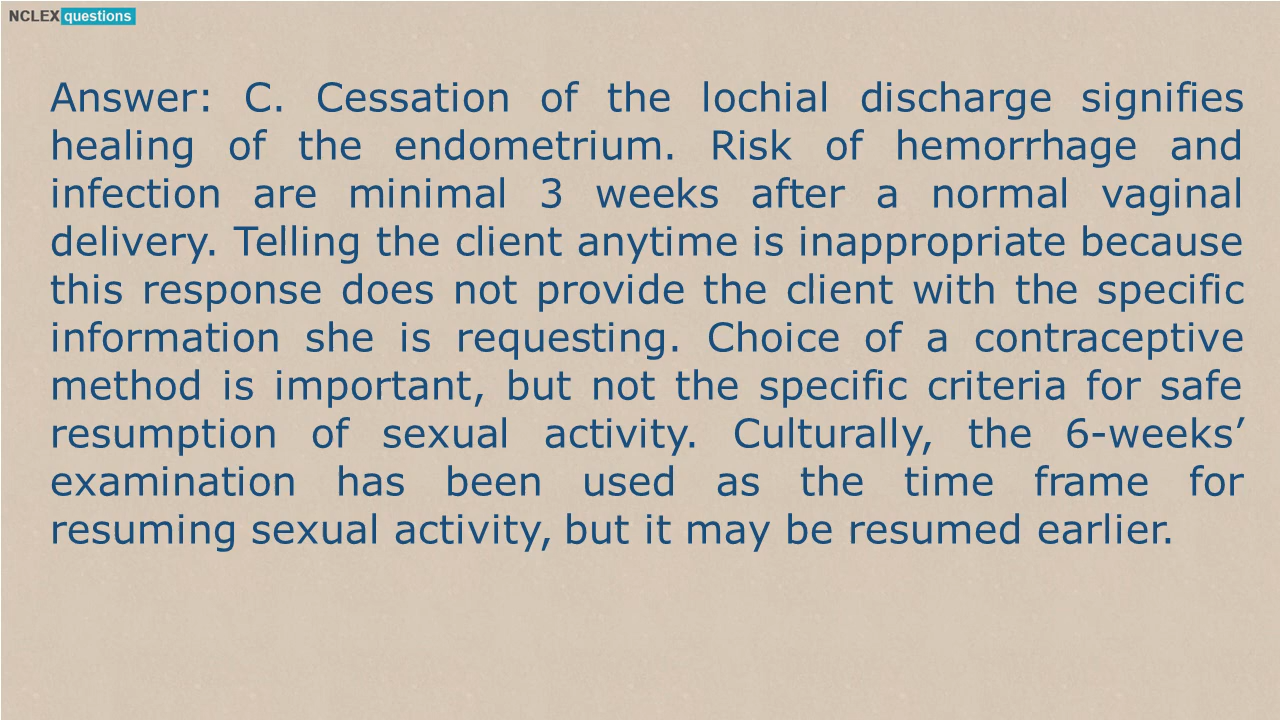 NCLEX questions
Answer: C. Cessation of the lochial discharge signifies
healing of the endometrium. Risk of hemorrhage and
infection are minimal 3 weeks after a normal vaginal
delivery. Telling the client anytime is inappropriate because
this response does not provide the client with the specific
information she is requesting. Choice of a contraceptive
method is important, but not the specific criteria for safe
resumption of sexual activity. Culturally, the 6-weeks’
examination has been used as the time frame for
resuming sexual activity, but it may be resumed earlier.